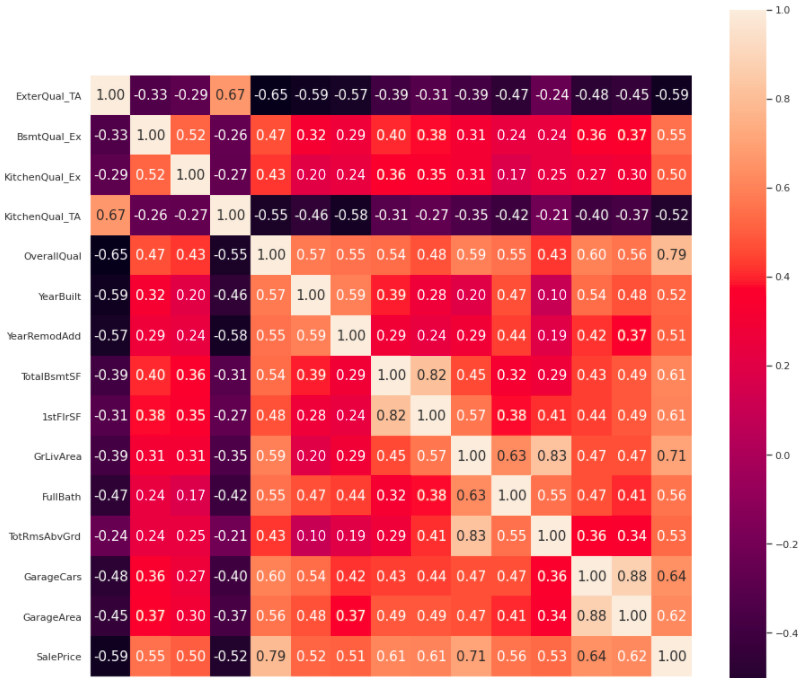 1.0
ExterQual_TA 1.00 -0.33 -0.29 0.67 -0.65 -0.59 -0.57 -0.39 -0.31 -0.39 -0.47 -0.24 -0.48 -0.45 -0.59
0.8
BsmtQual_Ex -0.33 1.00 0.52 -0.26 0.47 0.32 0.29 0.40 0.38 0.31 0.24 0.24 0.36 0.37 0.55
KitchenQual_Ex -0.29 0.52 1.00 -0.27 0.43 0.20 0.24 0.36 0.35 0.31 0.17 0.25 0.27 0.30 0.50
0.6
KitchenQual_TA 0.67 -0.26 -0.27 1.00 -0.55 -0.46 -0.58 -0.31 -0.27 -0.35 -0.42 -0.21 -0.40 -0.37 -0.52
OverallQual -0.65 0.47 0.43 -0.55 1.00 0.57 0.55 0.54 0.48 0.59 0.55 0.43 0.60 0.56 0.79
0.4
YearBuilt -0.59 0.32 0.20 -0.46 0.57 1.00 0.59 0.39 0.28 0.20 0.47 0.10 0.54 0.48 0.52
YearRemodAdd -0.57 0.29 0.24 -0.58 0.55 0.59 1.00 0.29 0.24 0.29 0.44 0.19 0.42 0.37 0.51
0.2
TotalBsmtSF -0.39 0.40 0.36 -0.31 0.54 0.39 0.29 1.00 0.82 0.45 0.32 0.29 0.43 0.49 0.61
1stFlrSF -0.31 0.38 0.35 -0.27 0.48 0.28 0.24 0.82 1.00 0.57 0.38 0.41 0.44 0.49 0.61
0.0
GrLivArea -0.39 0.31 0.31 -0.35 0.59 0.20 0.29 0.45 0.57 1.00 0.63 0.83 0.47 0.47 0.71
FullBath -0.47 0.24 0.17 -0.42 0.55 0.47 0.44 0.32 0.38 0.63 1.00 0.55 0.47 0.41 0.56
-0.2
TotRmsAbvGrd -0.24 0.24 0.25 -0.21 0.43 0.10 0.19 0.29 0.41 0.83 0.55 1.00 0.36 0.34 0.53
GarageCars -0.48 0.36 0.27 -0.40 0.60 0.54 0.42 0.43 0.44 0.47 0.47 0.36 1.00 0.88 0.64
GarageArea -0.45 0.37 0.30 -0.37 0.56 0.48 0.37 0.49 0.49 0.47 0.41 0.34 0.88 1.00 0.62
-0.4
SalePrice -0.59 0.55 0.50 -0.52 0.79 0.52 0.51 0.61 0.61 0.71 0.56 0.53 0.64 0.62 1.00